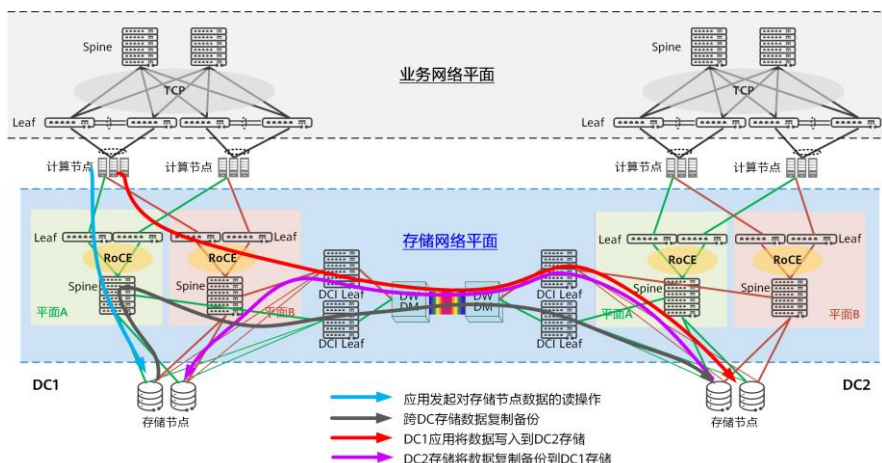 Spine
Spine
业务网络平面
TCP
TCP
Leaf
Leaf
计算节点
计算节点
计算节点
计算节点
存储网络平面
Leaf
Leaf
Leaf
Leaf
RoCE
RoCE
RoCE
RoCE
Spine
Spine
Spine
Spine
DCI Leaf
DCI Leaf
DW
DM
DW
DM
平面A
平面B
平面A
平面B
DCI Leaf
DCI Leaf
DC1
DC2
存储节点
存储节点
应用发起对存储节点数据的读操作
跨DC存储数据复制备份
DC1应用将数据写入到DC2存储
DC2存储将数据复制备份到DC1存储